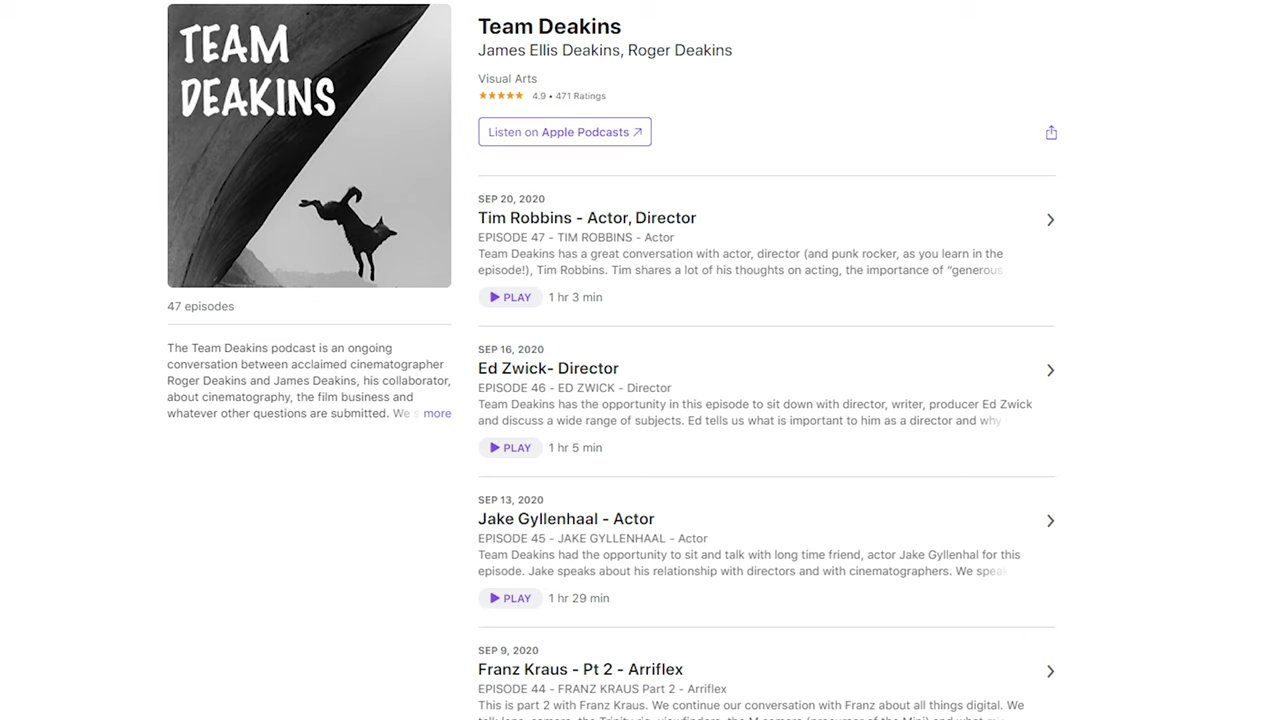 TEAM
DEAKINS
47 episodes
The Team Deakins podcast is an ongoing
conversation between acclaimed cinematographer
Roger Deakins and James Deakins, his collaborator,
about cinematography, the film business and
whatever other questions are submitted. We s more
Team Deakins
James Ellis Deakins, Roger Deakins
Visual Arts
★★★★★ 4.9 • 471 Ratings
Listen on Apple Podcasts ↗
SEP 20, 2020
Tim Robbins - Actor, Director
EPISODE 47 - TIM ROBBINS - Actor
Team Deakins has a great conversation with actor, director (and punk rocker, as you learn in the
episode!), Tim Robbins. Tim shares a lot of his thoughts on acting, the importance of “generous
▶ PLAY 1 hr 3 min
SEP 16, 2020
Ed Zwick- Director
EPISODE 46 - ED ZWICK - Director
Team Deakins has the opportunity in this episode to sit down with director, writer, producer Ed Zwick
and discuss a wide range of subjects. Ed tells us what is important to him as a director and why
▶ PLAY 1 hr 5 min
SEP 13, 2020
Jake Gyllenhaal - Actor
EPISODE 45 - JAKE GYLLENHAAL - Actor
Team Deakins had the opportunity to sit and talk with long time friend, actor Jake Gyllenhal for this
episode. Jake speaks about his relationship with directors and with cinematographers. We speak
▶ PLAY 1 hr 29 min
SEP 9, 2020
Franz Kraus - Pt 2 - Arriflex
EPISODE 44 - FRANZ KRAUS Part 2 - Arriflex
This is part 2 with Franz Kraus. We continue our conversation with Franz about all things digital. We